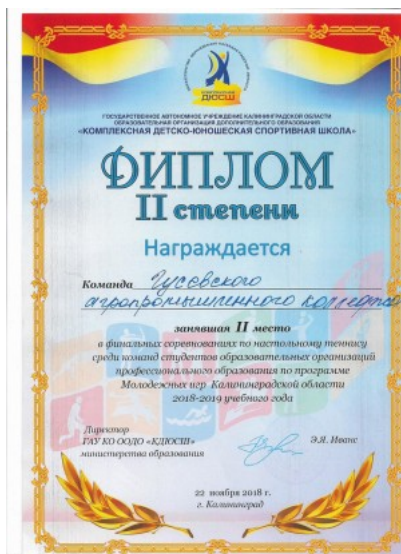 ДЮСШ
ГОСУДАРСТВЕННОЕ АВТОНОМНОЕ УЧРЕЖДЕНИЕ КАЛИНИНГРАДСКОЙ ОБЛАСТИ
ОБРАЗОВАТЕЛЬНАЯ ОРГАНИЗАЦИЯ ДОПОЛНИТЕЛЬНОГО ОБРАЗОВАНИЯ
«КОМПЛЕКСНАЯ ДЕТСКО-ЮНОШЕСКАЯ СПОРТИВНАЯ ШКОЛА»
ДИПЛОМ
II степени
Награждается
Команда Гусевского
агропромышленного колледжа
занявшая II место
в финальных соревнованиях по настольному теннису
среди команд студентов образовательных организаций
профессионального образования по программе
Молодежных игр Калининградской области
2018-2019 учебного года
Директор
ГАУ КО ООДО «КДЮСШ»
министерства образования
Э.Я. Иванс
22 ноября 2018 г.
г. Калининград